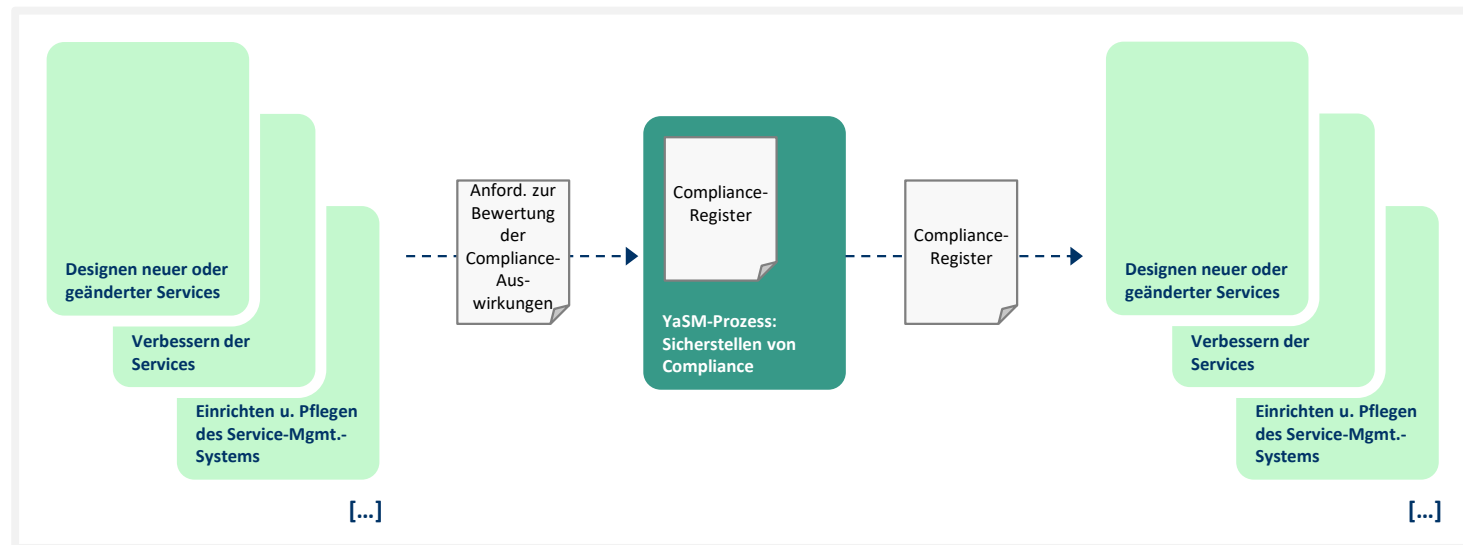 Designen neuer oder
geänderter Services
Verbessern der
Services
Einrichten u. Pflegen
des Service-Mgmt.-
Systems
[...]
Anford. zur
Bewertung
der
Compliance-
Aus-
wirkungen
Compliance-
Register
YaSM-Prozess:
Sicherstellen von
Compliance
Compliance-
Register
Designen neuer oder
geänderter Services
Verbessern der
Services
Einrichten u. Pflegen
des Service-Mgmt.-
Systems
[...]